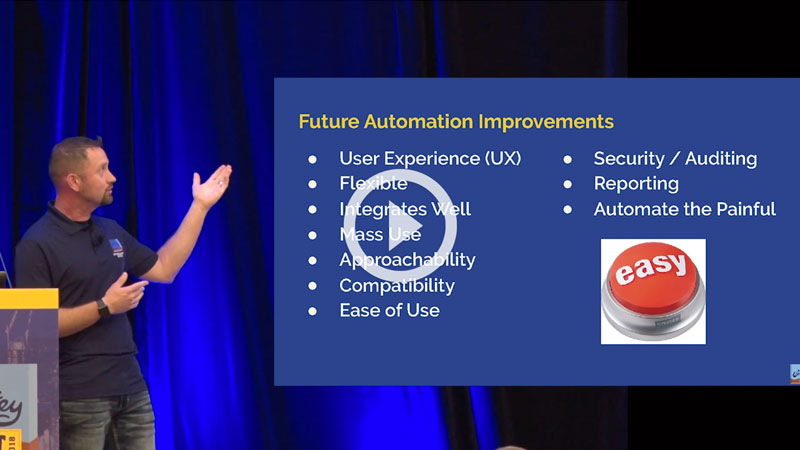 Future Automation Improvements
User Experience (UX)
Flexible
Integrates Well
Mass Use
Approachability
Compatibility
Ease of Use
Security / Auditing
Reporting
Automate the Painful
easy
2018